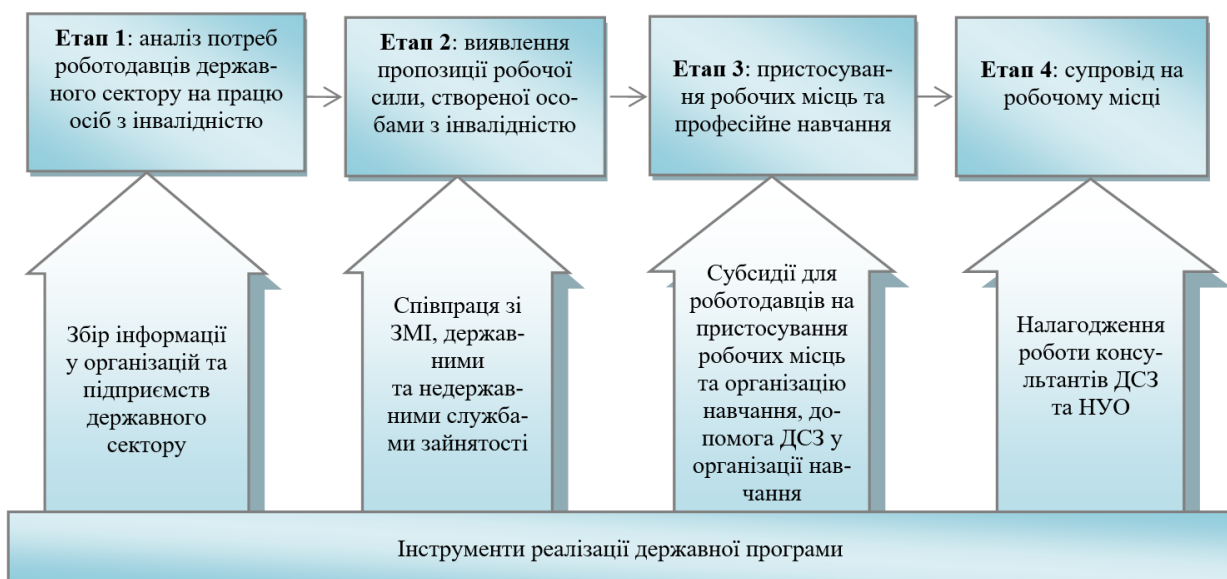 Етап 1: аналіз потреб
роботодавців держав-
ного сектору на працю
осіб з інвалідністю
Етап 2: виявлення
пропозиції робочої
сили, створеної осо-
бами з інвалідністю
Етап 3: пристосуван-
ня робочих місць та
професійне навчання
Етап 4: супровід на
робочому місці
Збір інформації
у організацій та
підприємств
державного
сектору
Співпраця зі
ЗМІ, держав-
ними
та недержав-
ними служба-
ми зайнятості
Субсидії для
роботодавців на
пристосування
робочих місць
та організацію
навчання, до-
помога ДСЗ у
організації нав-
чання
Налагодження
роботи консу-
льтантів ДСЗ
та НУО
Інструменти реалізації державної програми